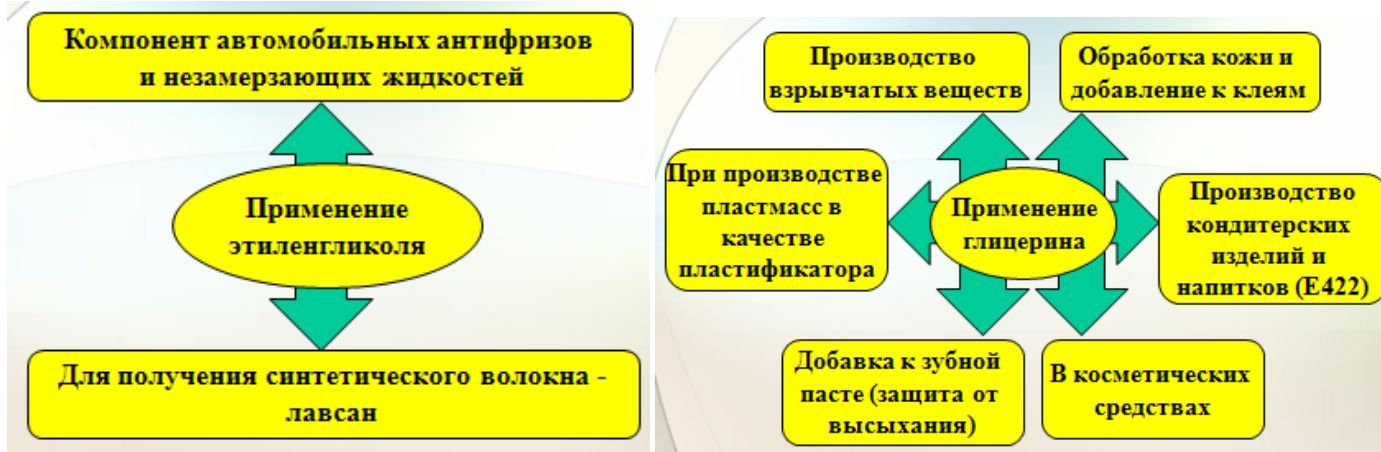 Компонент автомобильных антифризов
и незамерзающих жидкостей
Применение
этиленгликоля
Для получения синтетического волокна -
лавсан
Производство
взрывчатых веществ
Обработка кожи и
добавление к клеям
При производстве
пластмасс в
качестве
пластификатора
Применение
глицерина
Производство
кондитерских
изделий и
напитков (Е422)
Добавка к зубной
пасте (защита от
высыхания)
В косметических
средствах